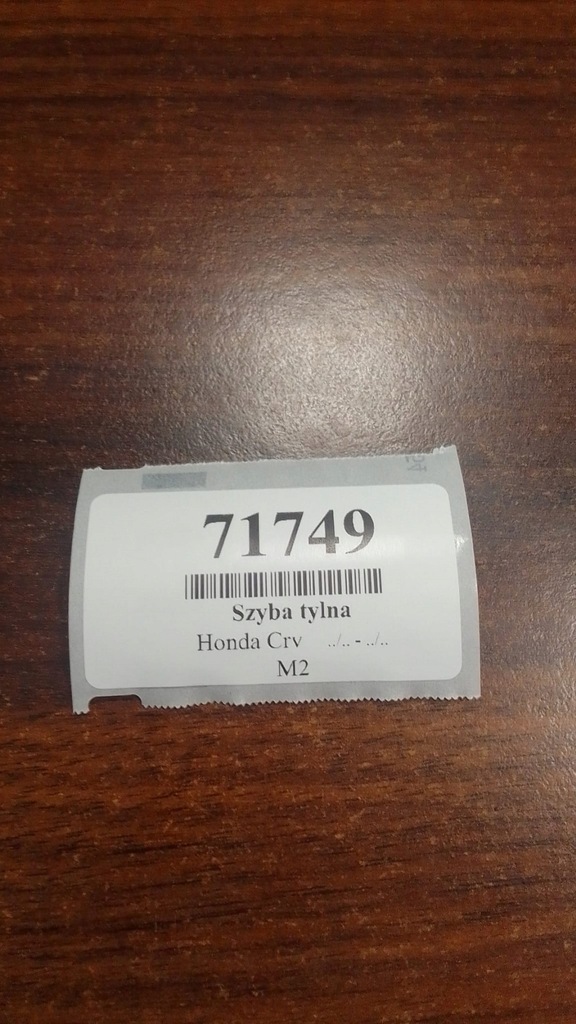 71749
Szyba tylna
Honda Crv ../.. - ../..
M2